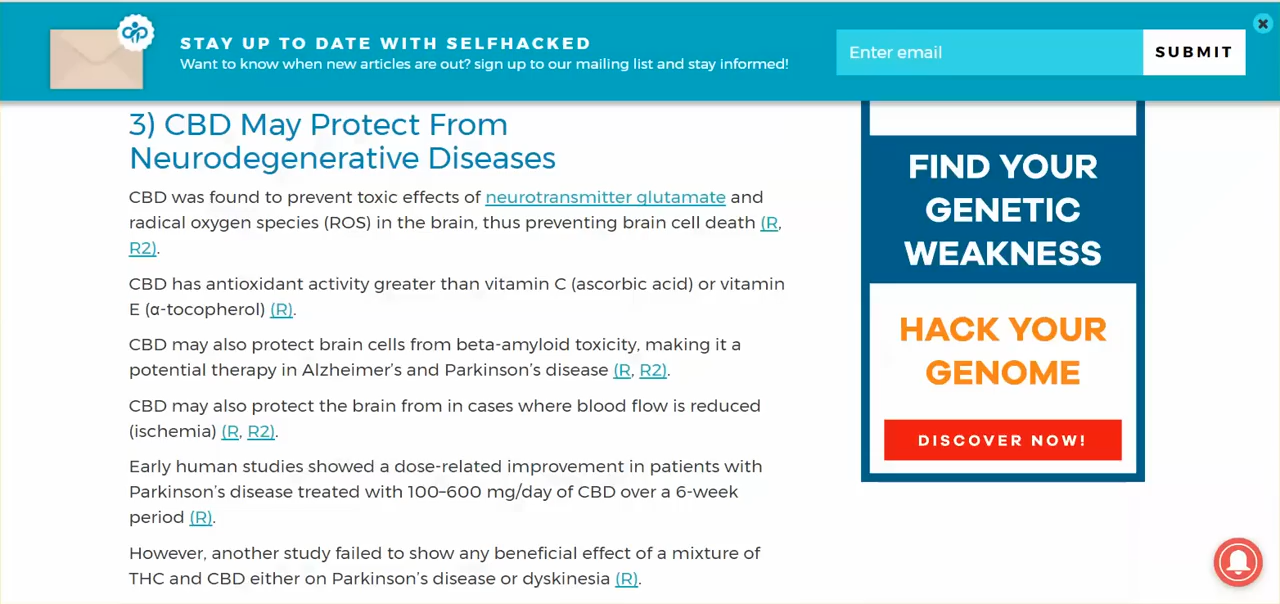 STAY UP TO DATE WITH SELFHACKED
Want to know when new articles are out? sign up to our mailing list and stay informed!
Enter email
SUBMIT
3) CBD May Protect From
Neurodegenerative Diseases
CBD was found to prevent toxic effects of neurotransmitter glutamate and
radical oxygen species (ROS) in the brain, thus preventing brain cell death (R,
R2).
CBD has antioxidant activity greater than vitamin C (ascorbic acid) or vitamin
E (α-tocopherol) (R).
CBD may also protect brain cells from beta-amyloid toxicity, making it a
potential therapy in Alzheimer's and Parkinson's disease (R, R2).
CBD may also protect the brain from in cases where blood flow is reduced
(ischemia) (R, R2).
Early human studies showed a dose-related improvement in patients with
Parkinson's disease treated with 100–600 mg/day of CBD over a 6-week
period (R).
However, another study failed to show any beneficial effect of a mixture of
THC and CBD either on Parkinson's disease or dyskinesia (R).
FIND YOUR
GENETIC
WEAKNESS
HACK YOUR
GENOME
DISCOVER NOW!